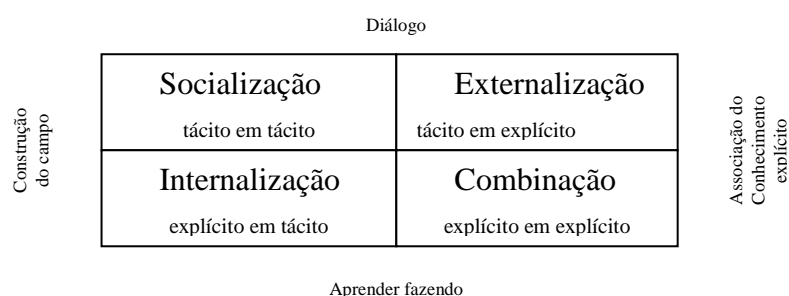 Diálogo
Construção
do campo
Socialização
tácito em tácito
Externalização
tácito em explícito
Internalização
explícito em tácito
Combinação
explícito em explícito
Associação do
Conhecimento
explícito
Aprender fazendo